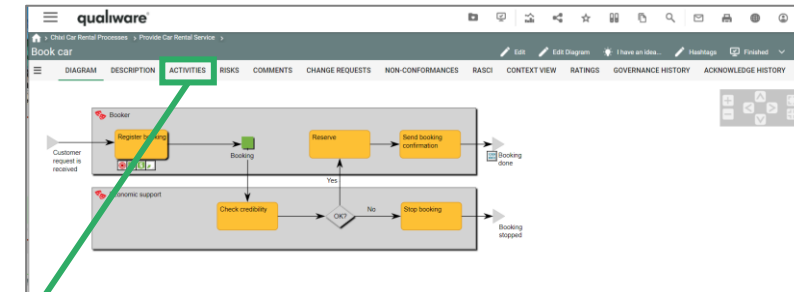 qualiware
Chixl Car Rental Processes > Provide Car Rental Service >
Book car
Edit
Edit Diagram
I have an idea...
Hashtags
Finished
DIAGRAM
DESCRIPTION
ACTIVITIES
RISKS
COMMENTS
CHANGE REQUESTS
NON-CONFORMANCES
RASCI
CONTEXT VIEW
RATINGS
GOVERNANCE HISTORY
ACKNOWLEDGE HISTORY
Booker
Register booking
Customer
request is
received
Booking
Reserve
Send booking
confirmation
Booking
done
Yes
Economic support
Check credibility
OK?
No
Stop booking
Booking
stopped